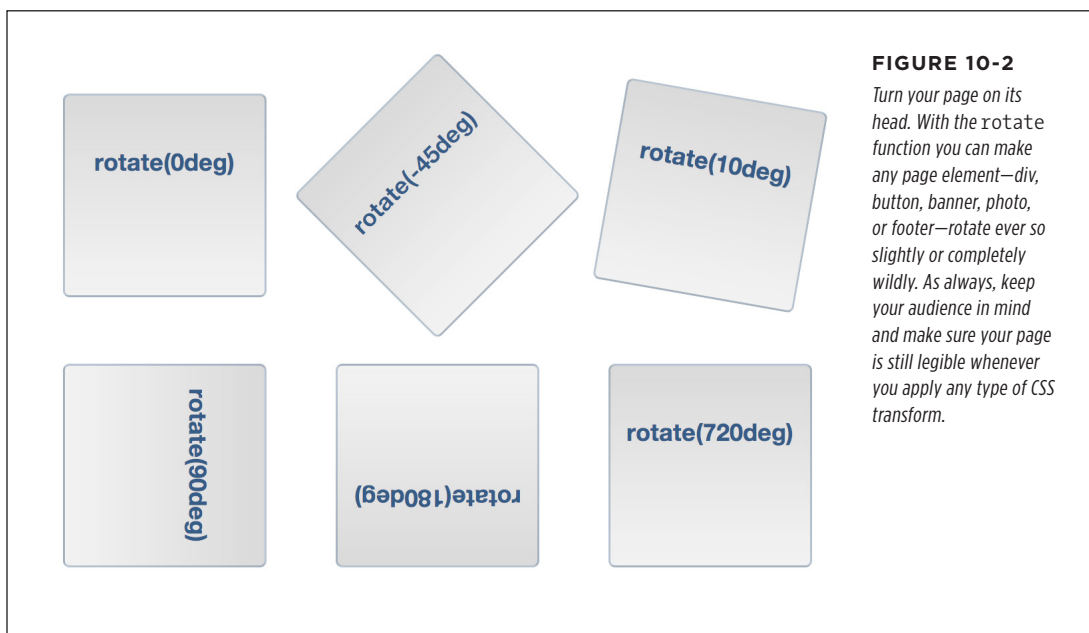 rotate(0deg)
rotate(-45deg)
rotate(10deg)
rotate(90deg)
rotate(180deg)
rotate(720deg)
FIGURE 10-2
Turn your page on its
head. With the rotate
function you can make
any page element—div,
button, banner, photo,
or footer—rotate ever so
slightly or completely
wildly. As always, keep
your audience in mind
and make sure your page
is still legible whenever
you apply any type of CSS
transform.